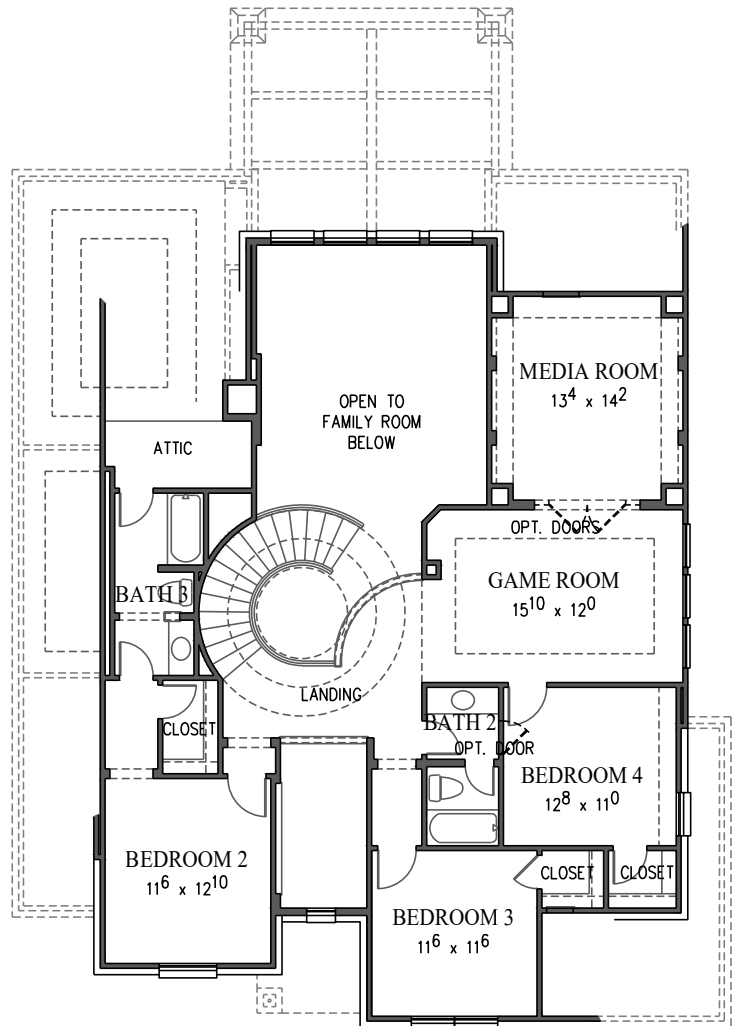 MEDIA ROOM
13⁴ x 14²
OPEN TO
FAMILY ROOM
BELOW
ATTIC
OPT. DOORS
GAME ROOM
15¹⁰ x 12⁰
BATH 3
LANDING
CLOSET
BATH 2
OPT. DOOR
BEDROOM 4
12⁸ x 11⁰
BEDROOM 2
11⁶ x 12¹⁰
CLOSET
CLOSET
BEDROOM 3
11⁶ x 11⁶